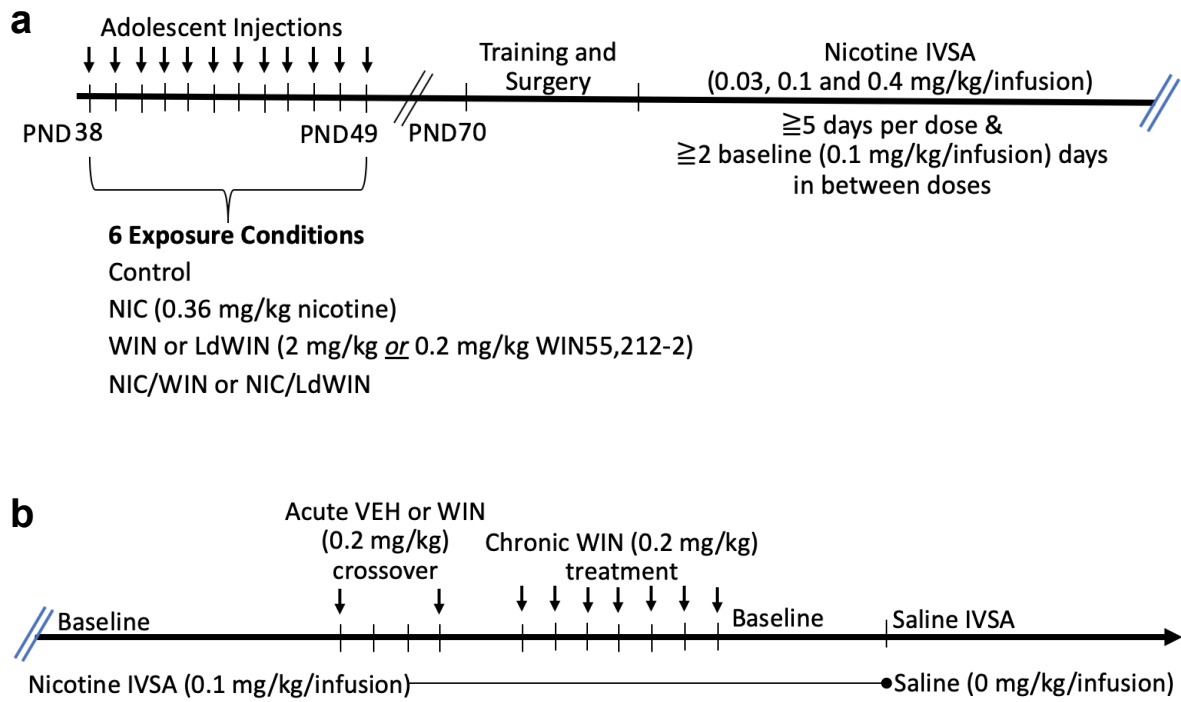 a
Adolescent Injections
PND38
PND49
PND70
Training and
Surgery
Nicotine IVSA
(0.03, 0.1 and 0.4 mg/kg/infusion)
≧5 days per dose &
≧2 baseline (0.1 mg/kg/infusion) days
in between doses
6 Exposure Conditions
Control
NIC (0.36 mg/kg nicotine)
WIN or LdWIN (2 mg/kg or 0.2 mg/kg WIN55,212-2)
NIC/WIN or NIC/LdWIN
b
Baseline
Acute VEH or WIN
(0.2 mg/kg)
crossover
Chronic WIN (0.2 mg/kg)
treatment
Baseline
Saline IVSA
Nicotine IVSA (0.1 mg/kg/infusion)
Saline (0 mg/kg/infusion)